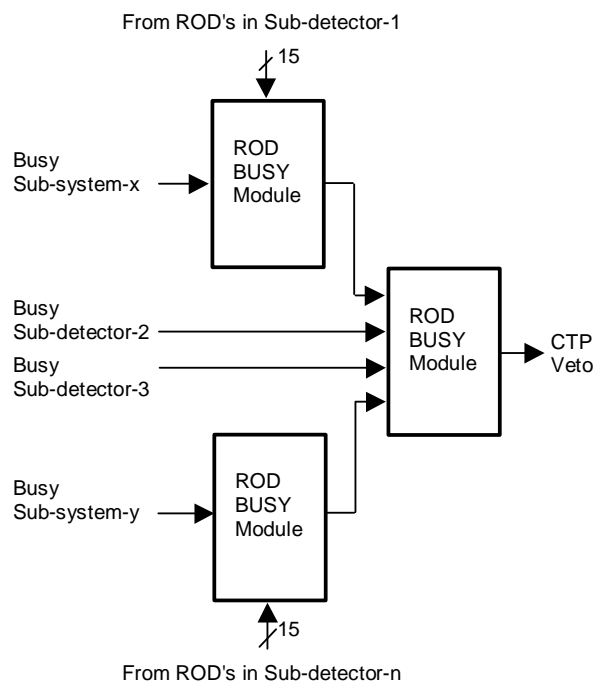 From ROD's in Sub-detector-1
15
ROD
BUSY
Module
Busy
Sub-system-x
Busy
Sub-detector-2
Busy
Sub-detector-3
ROD
BUSY
Module
CTP
Veto
Busy
Sub-system-y
ROD
BUSY
Module
15
From ROD's in Sub-detector-n